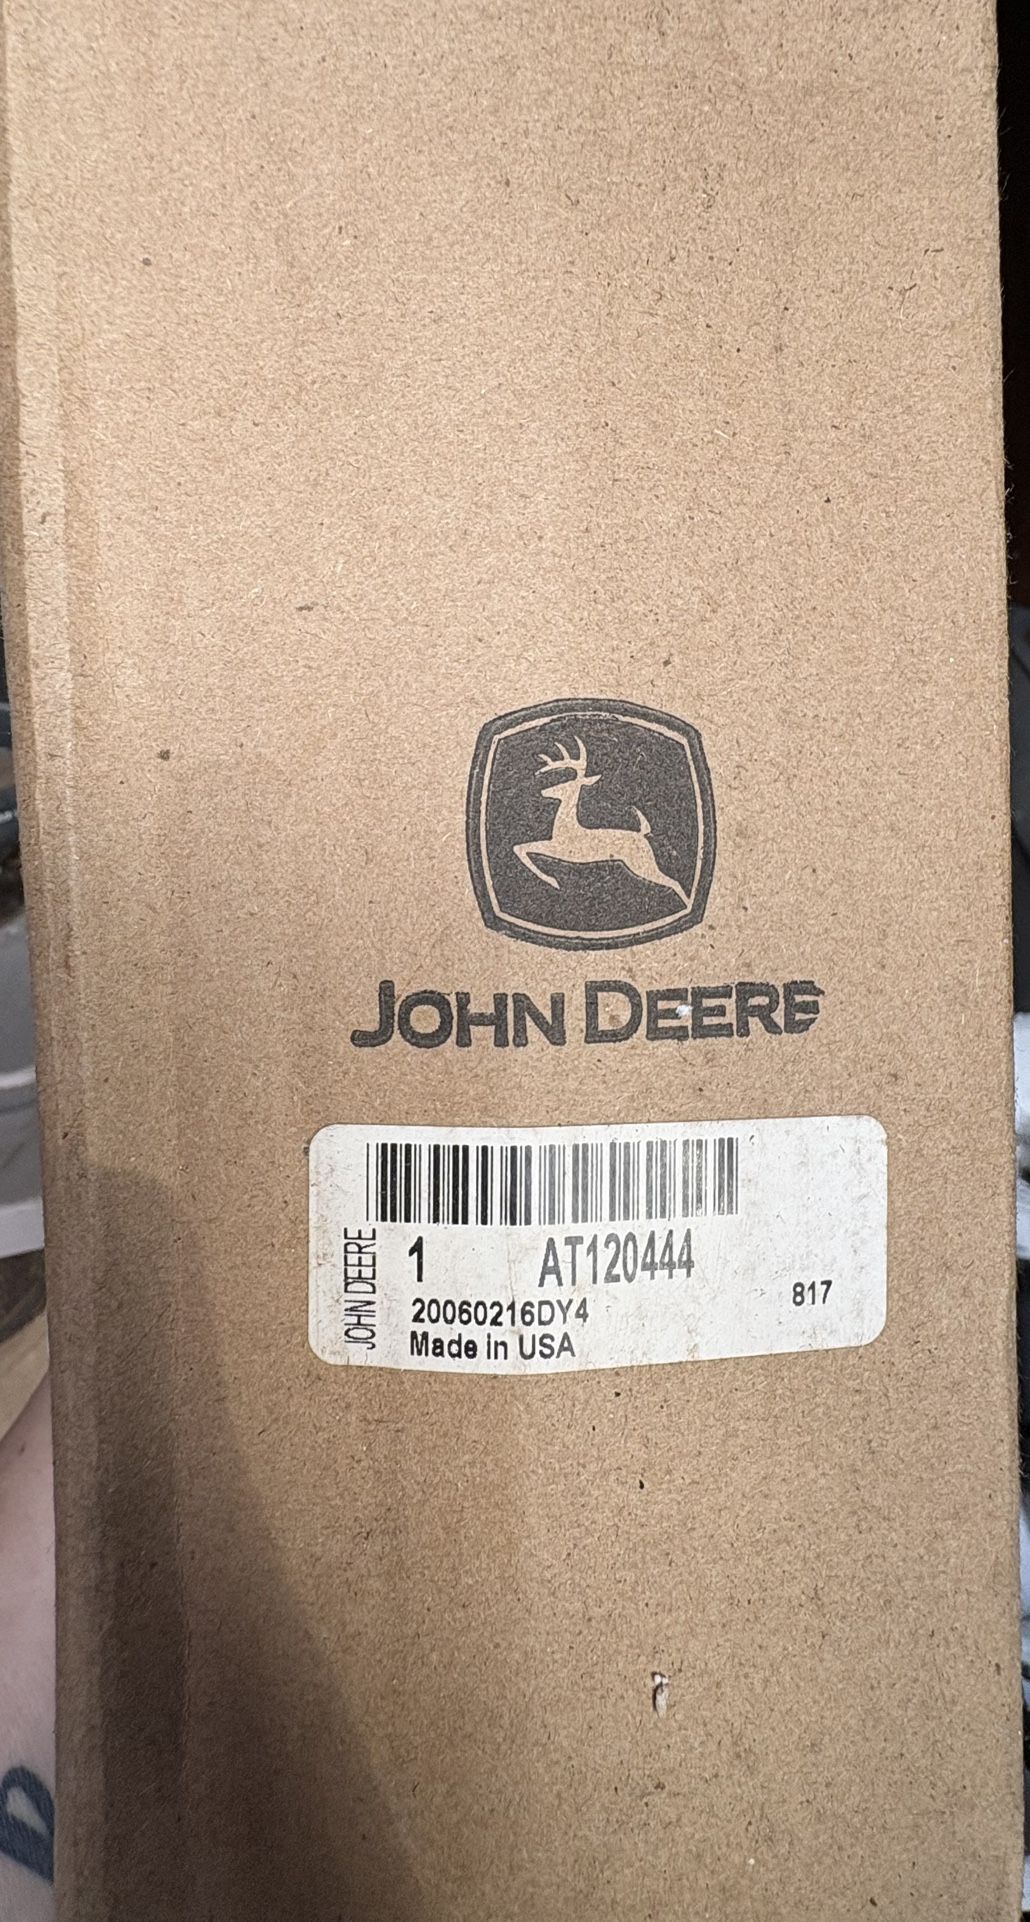 JOHN DEERE
JOHN DEERE
1 AT120444
20060216DY4 817
Made in USA